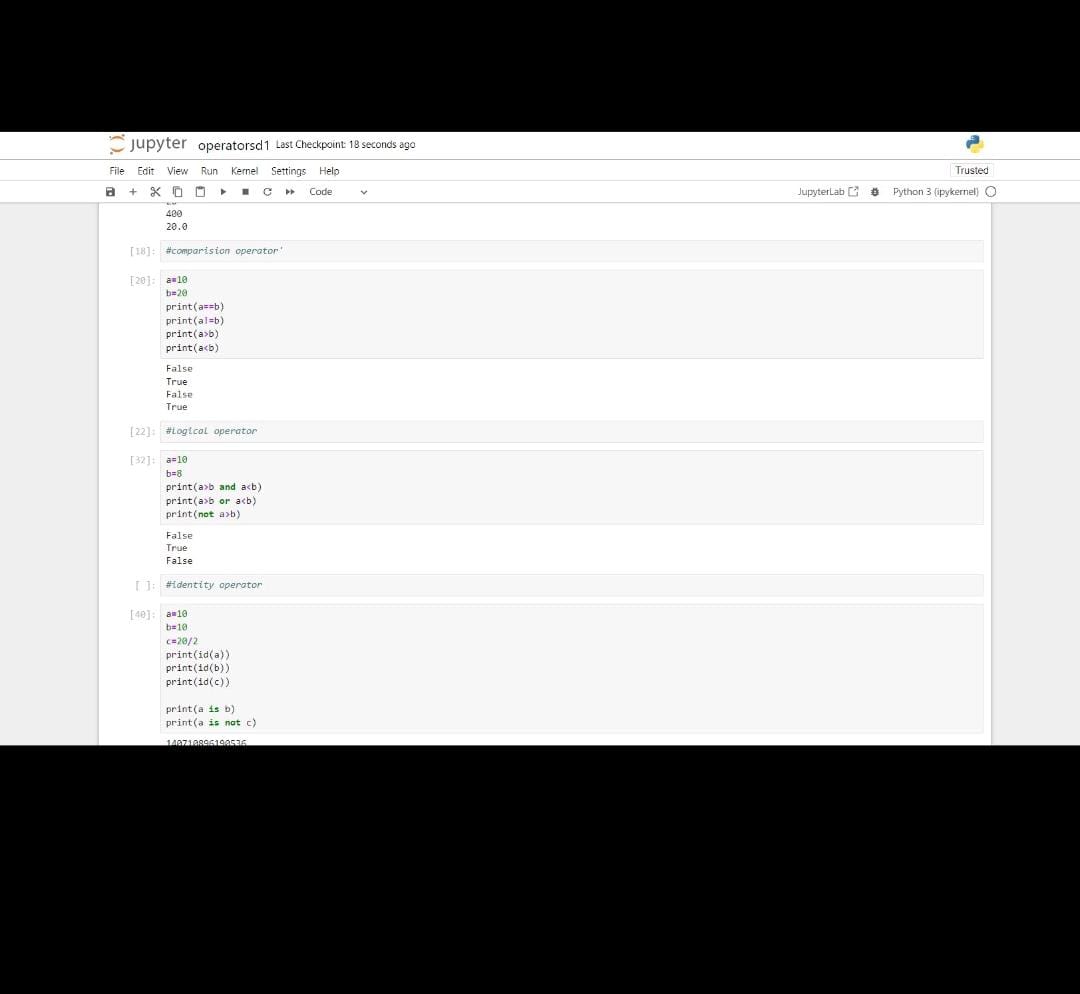 jupyter operatorsd1 Last Checkpoint: 18 seconds ago
File Edit View Run Kernel Settings Help Trusted
Code JupyterLab Python 3 (ipykernel)
400
20.0
[18]: #comparision operator'
[20]: a=10
b=20
print(a==b)
print(a!=b)
print(a>b)
print(a<b)
False
True
False
True
[22]: #Logical operator
[32]: a=10
b=8
print(a>b and a<b)
print(a>b or a<b)
print(not a>b)
False
True
False
[ ]: #identity operator
[40]: a=10
b=10
c=20/2
print(id(a))
print(id(b))
print(id(c))
print(a is b)
print(a is not c)
140710896190536